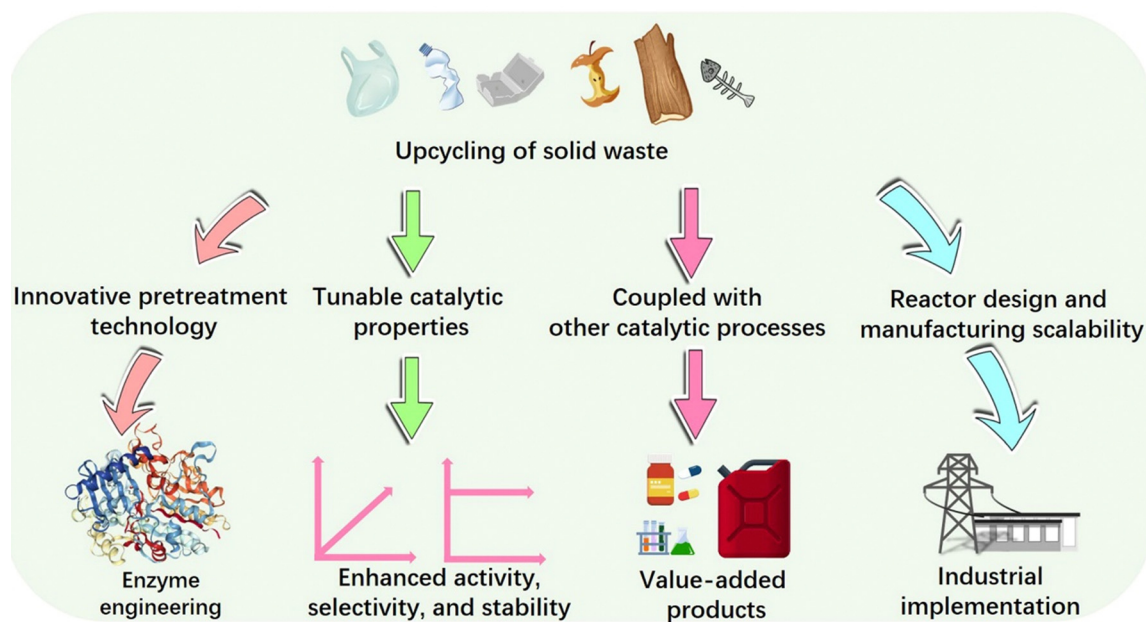 Upcycling of solid waste
Innovative pretreatment
technology
Tunable catalytic
properties
Coupled with
other catalytic processes
Reactor design and
manufacturing scalability
Enzyme
engineering
Enhanced activity,
selectivity, and stability
Value-added
products
Industrial
implementation